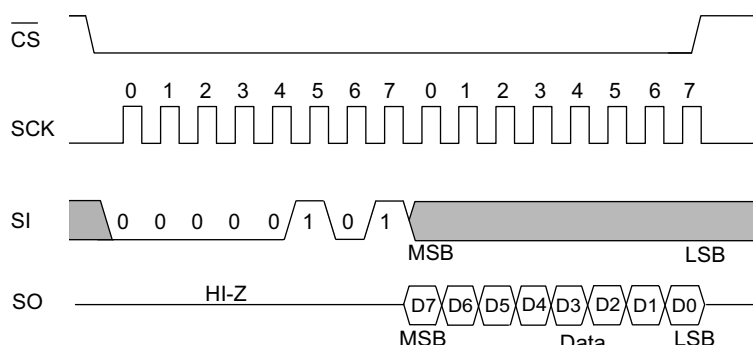 CS
0 1 2 3 4 5 6 7 0 1 2 3 4 5 6 7
SCK
SI 0 0 0 0 0 1 0 1
MSB LSB
HI-Z
SO D7 D6 D5 D4 D3 D2 D1 D0
MSB Data LSB